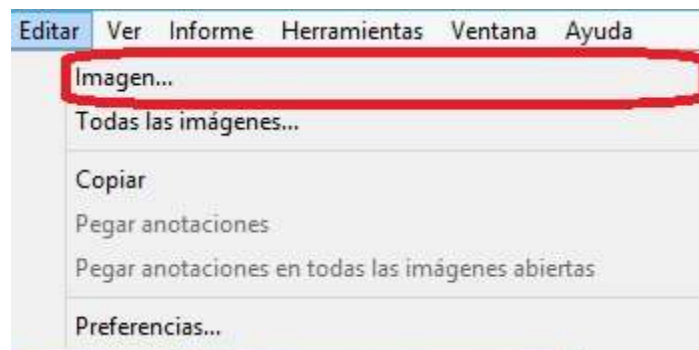 Editar Ver Informe Herramientas Ventana Ayuda
Imagen...
Todas las imágenes...
Copiar
Pegar anotaciones
Pegar anotaciones en todas las imágenes abiertas
Preferencias...